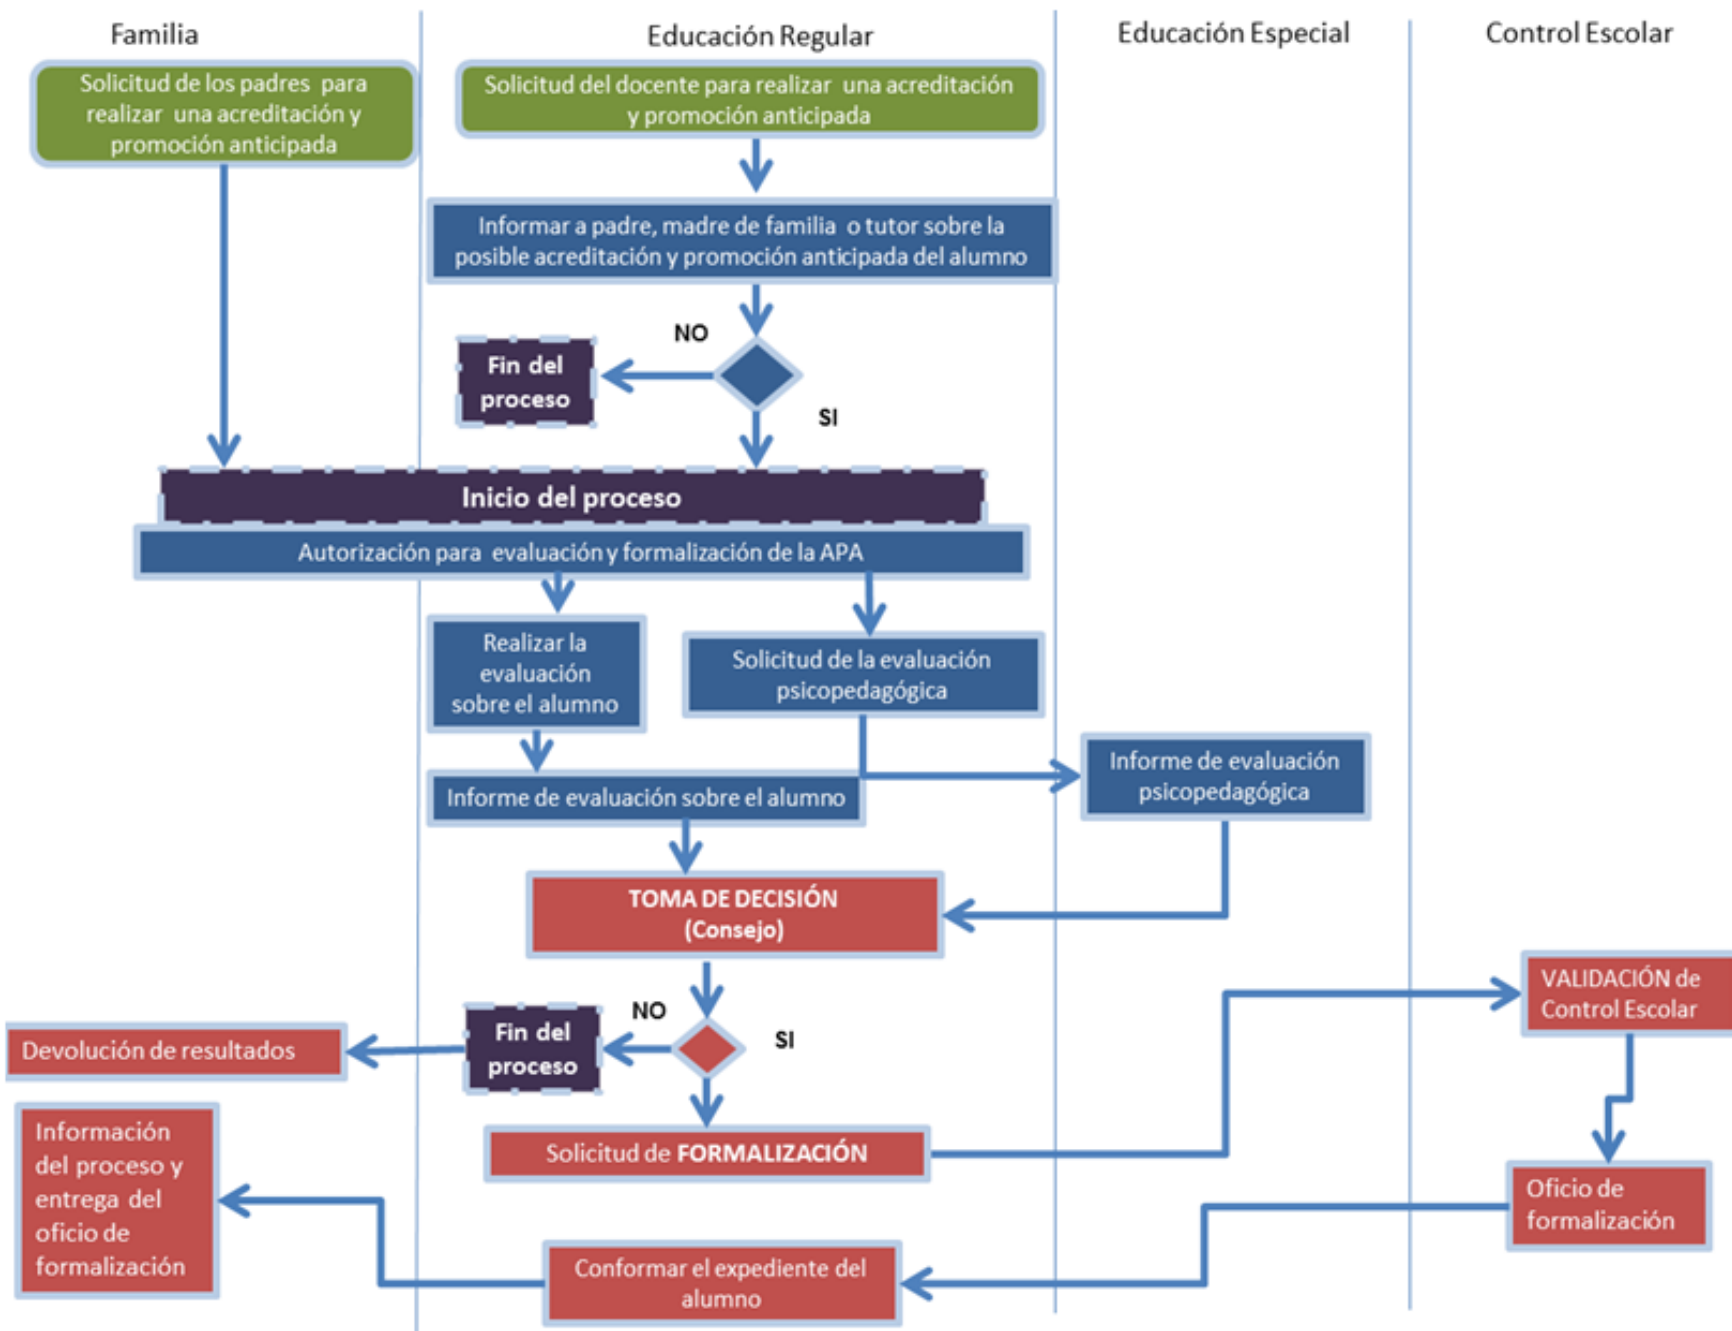 Familia
Educación Regular
Educación Especial
Control Escolar
Solicitud de los padres para
realizar una acreditación y
promoción anticipada
Solicitud del docente para realizar una acreditación
y promoción anticipada
Informar a padre, madre de familia o tutor sobre la
posible acreditación y promoción anticipada del alumno
NO
Fin del
proceso
SI
Inicio del proceso
Autorización para evaluación y formalización de la APA
Realizar la
evaluación
sobre el alumno
Solicitud de la evaluación
psicopedagógica
Informe de evaluación
psicopedagógica
Informe de evaluación sobre el alumno
TOMA DE DECISIÓN
(Consejo)
VALIDACIÓN de
Control Escolar
NO
Fin del
proceso
SI
Devolución de resultados
Información
del proceso y
entrega del
oficio de
formalización
Solicitud de FORMALIZACIÓN
Oficio de
formalización
Conformar el expediente del
alumno